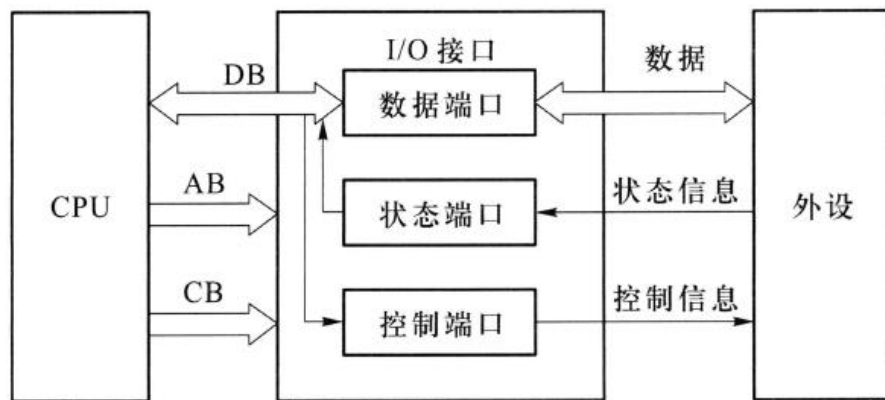 I/O 接口
DB
数据
数据端口
AB
状态信息
CPU
状态端口
外设
CB
控制信息
控制端口